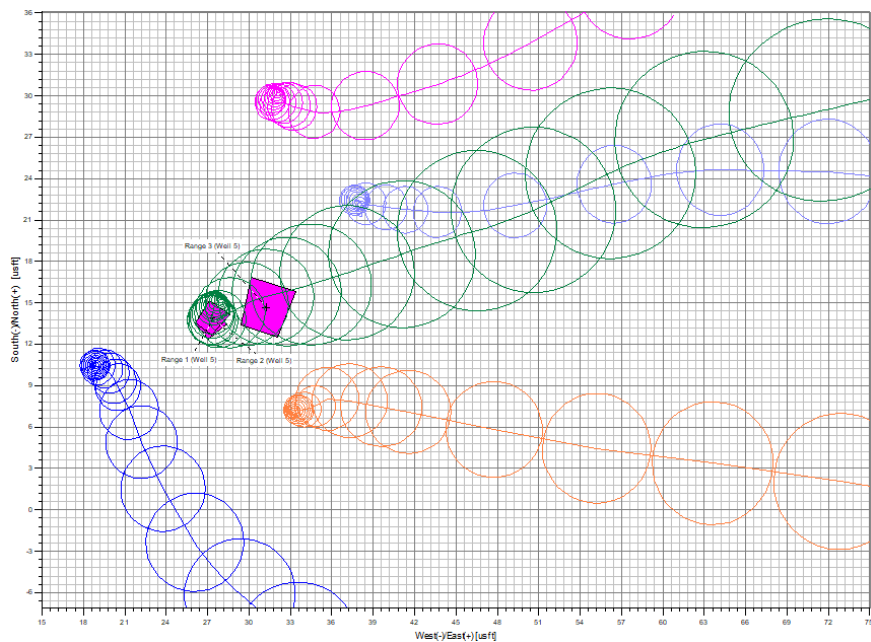 36
33
30
27
24
21
18
15
12
9
6
3
0
-3
-6
South(-)/North(+) [usft]
Range 3 (Well 5)
Range 1 (Well 5)
Range 2 (Well 5)
15 18 21 24 27 30 33 36 39 42 45 48 51 54 57 60 63 66 69 72 75
West(-)/East(+) [usft]